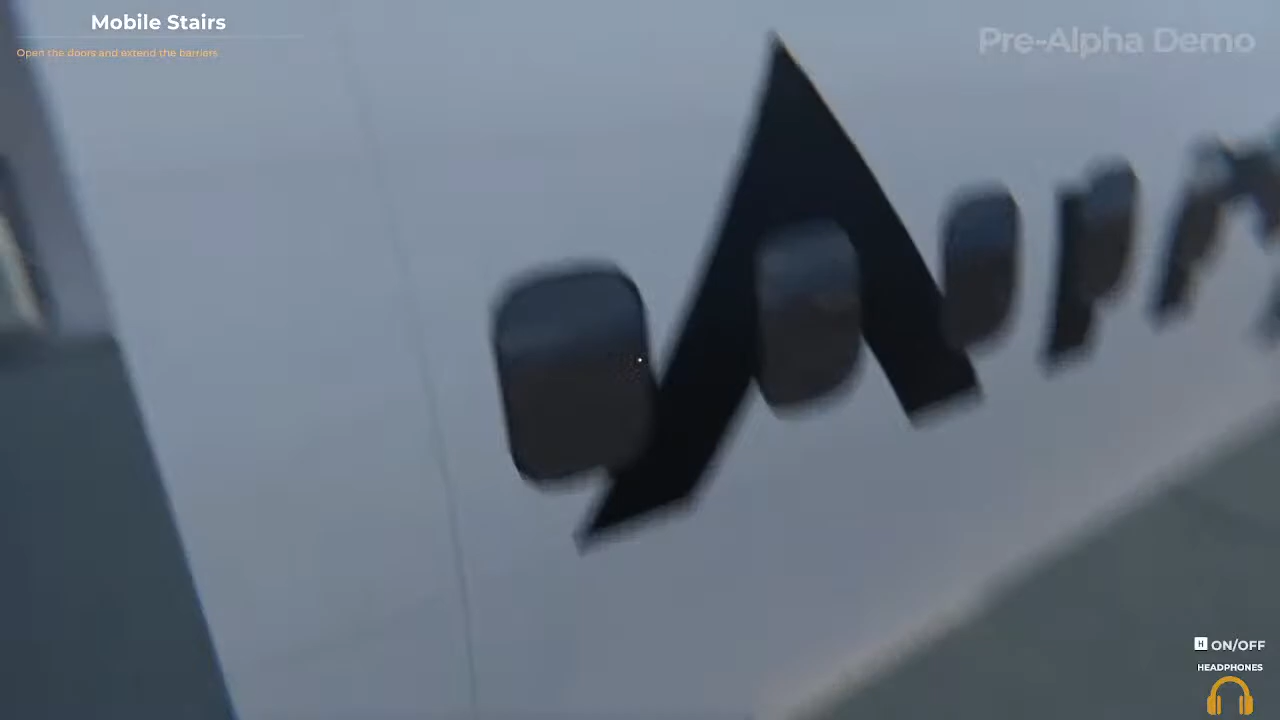 Mobile Stairs
Open the doors and extend the barriers
Pre-Alpha Demo
H ON/OFF
HEADPHONES